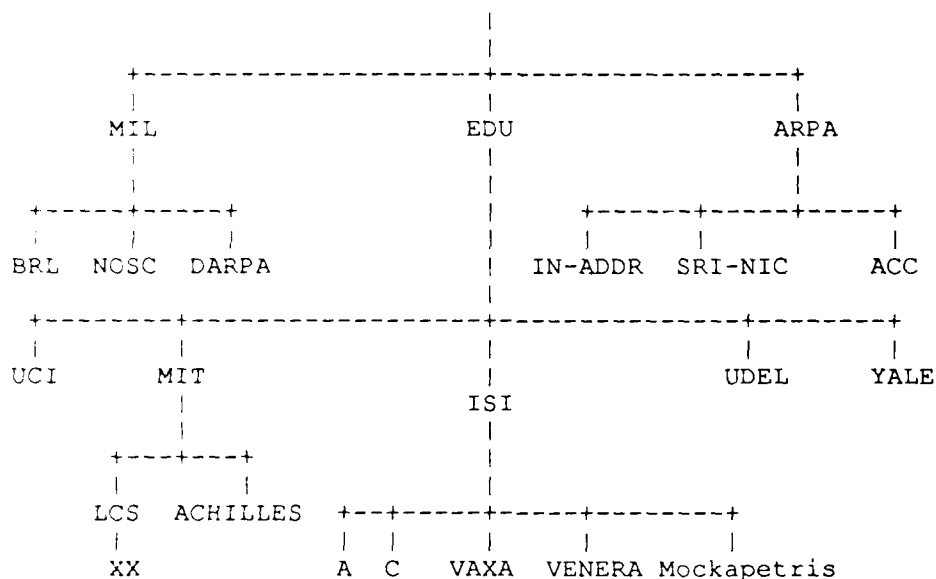 MIL EDU ARPA
BRL NOSC DARPA IN-ADDR SRI-NIC ACC
UCI MIT UDEL YALE
ISI
LCS ACHILLES
XX A C VAXA VENERA Mockapetris